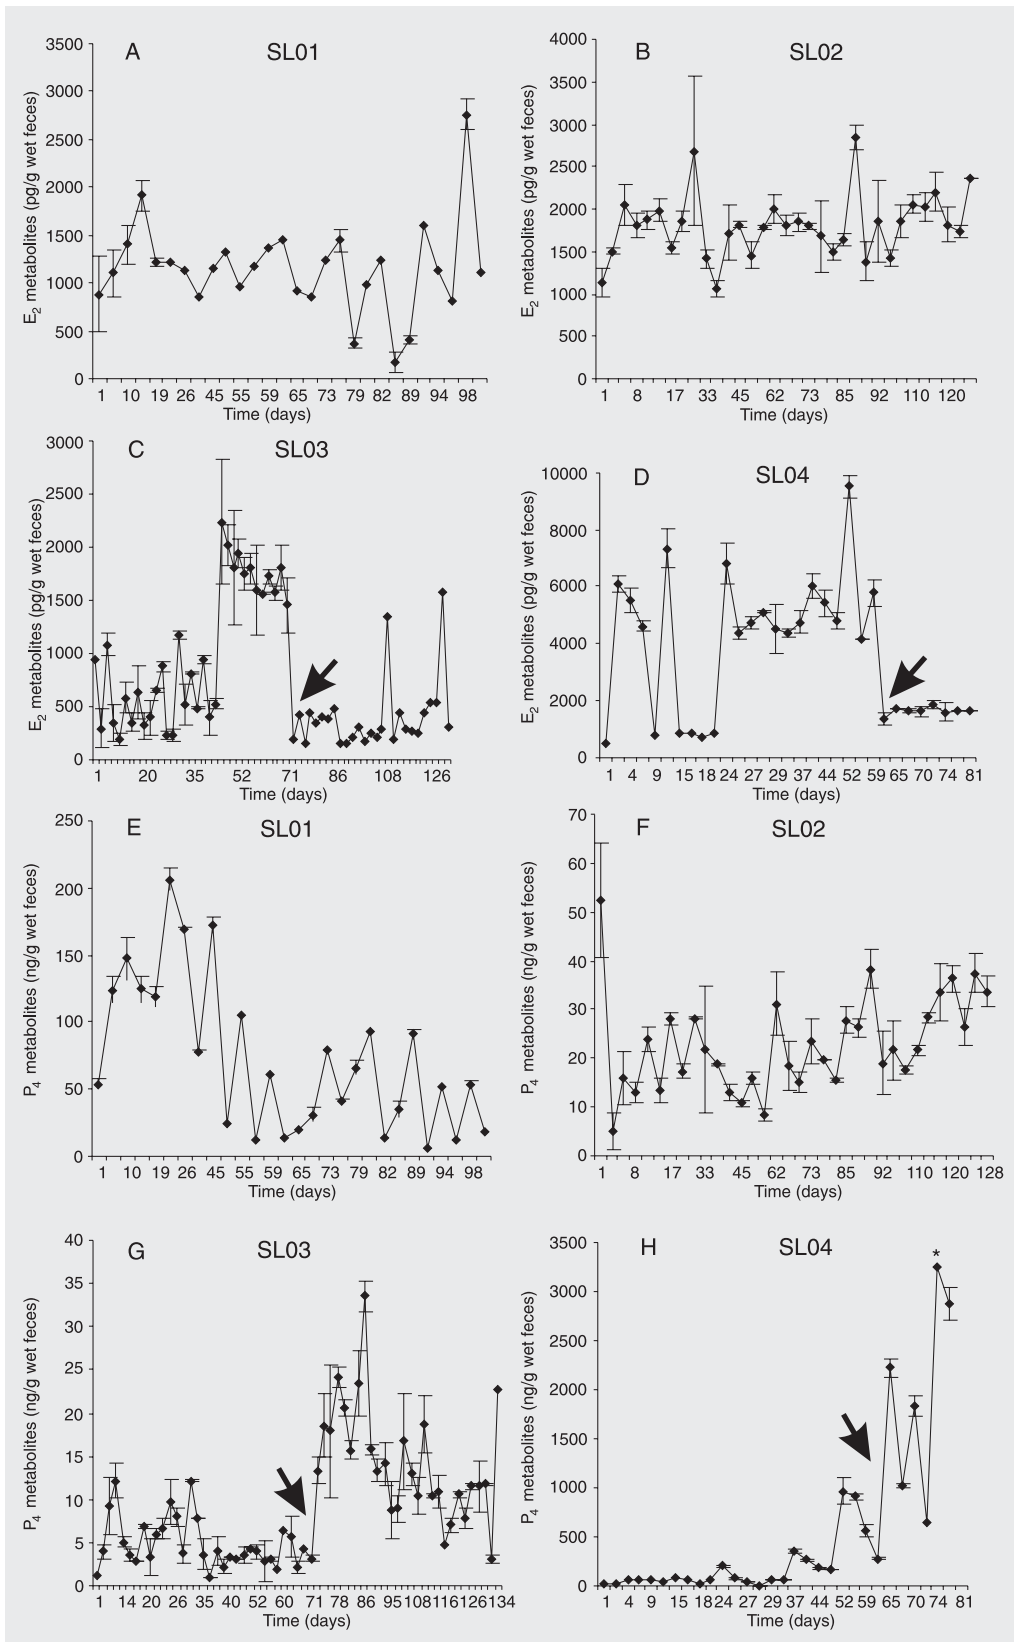 A SL01
3500
3000
2500
2000
1500
1000
500
0
E2 metabolites (pg/g wet feces)
1 10 19 26 45 55 59 65 73 79 82 89 94 98
Time (days)
B SL02
4000
3500
3000
2500
2000
1500
1000
500
0
E2 metabolites (pg/g wet feces)
1 8 17 33 45 62 73 85 92 110 120
Time (days)
C SL03
3000
2500
2000
1500
1000
500
0
E2 metabolites (pg/g wet feces)
1 20 35 52 71 86 108 126
Time (days)
D SL04
10000
8000
6000
4000
2000
0
E2 metabolites (pg/g wet feces)
1 4 9 15 18 24 27 29 37 44 52 59 65 70 74 81
Time (days)
E SL01
250
200
150
100
50
0
P4 metabolites (ng/g wet feces)
1 10 19 26 45 55 59 65 73 79 82 89 94 98
Time (days)
F SL02
70
60
50
40
30
20
10
0
P4 metabolites (ng/g wet feces)
1 8 17 33 45 62 73 85 92 110 120 128
Time (days)
G SL03
40
35
30
25
20
15
10
5
0
P4 metabolites (ng/g wet feces)
1 14 20 26 35 40 52 60 71 78 86 95 108 116 126 134
Time (days)
H SL04
3500
3000
2500
2000
1500
1000
500
0
P4 metabolites (ng/g wet feces)
*
1 4 9 15 18 24 27 29 37 44 52 59 65 70 74 81
Time (days)